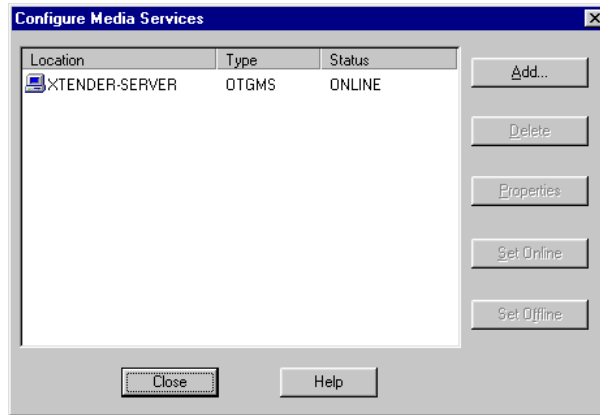 Configure Media Services
Location Type Status
XTENDER-SERVER OTGMS ONLINE
Add...
Delete
Properties
Set Online
Set Offline
Close Help